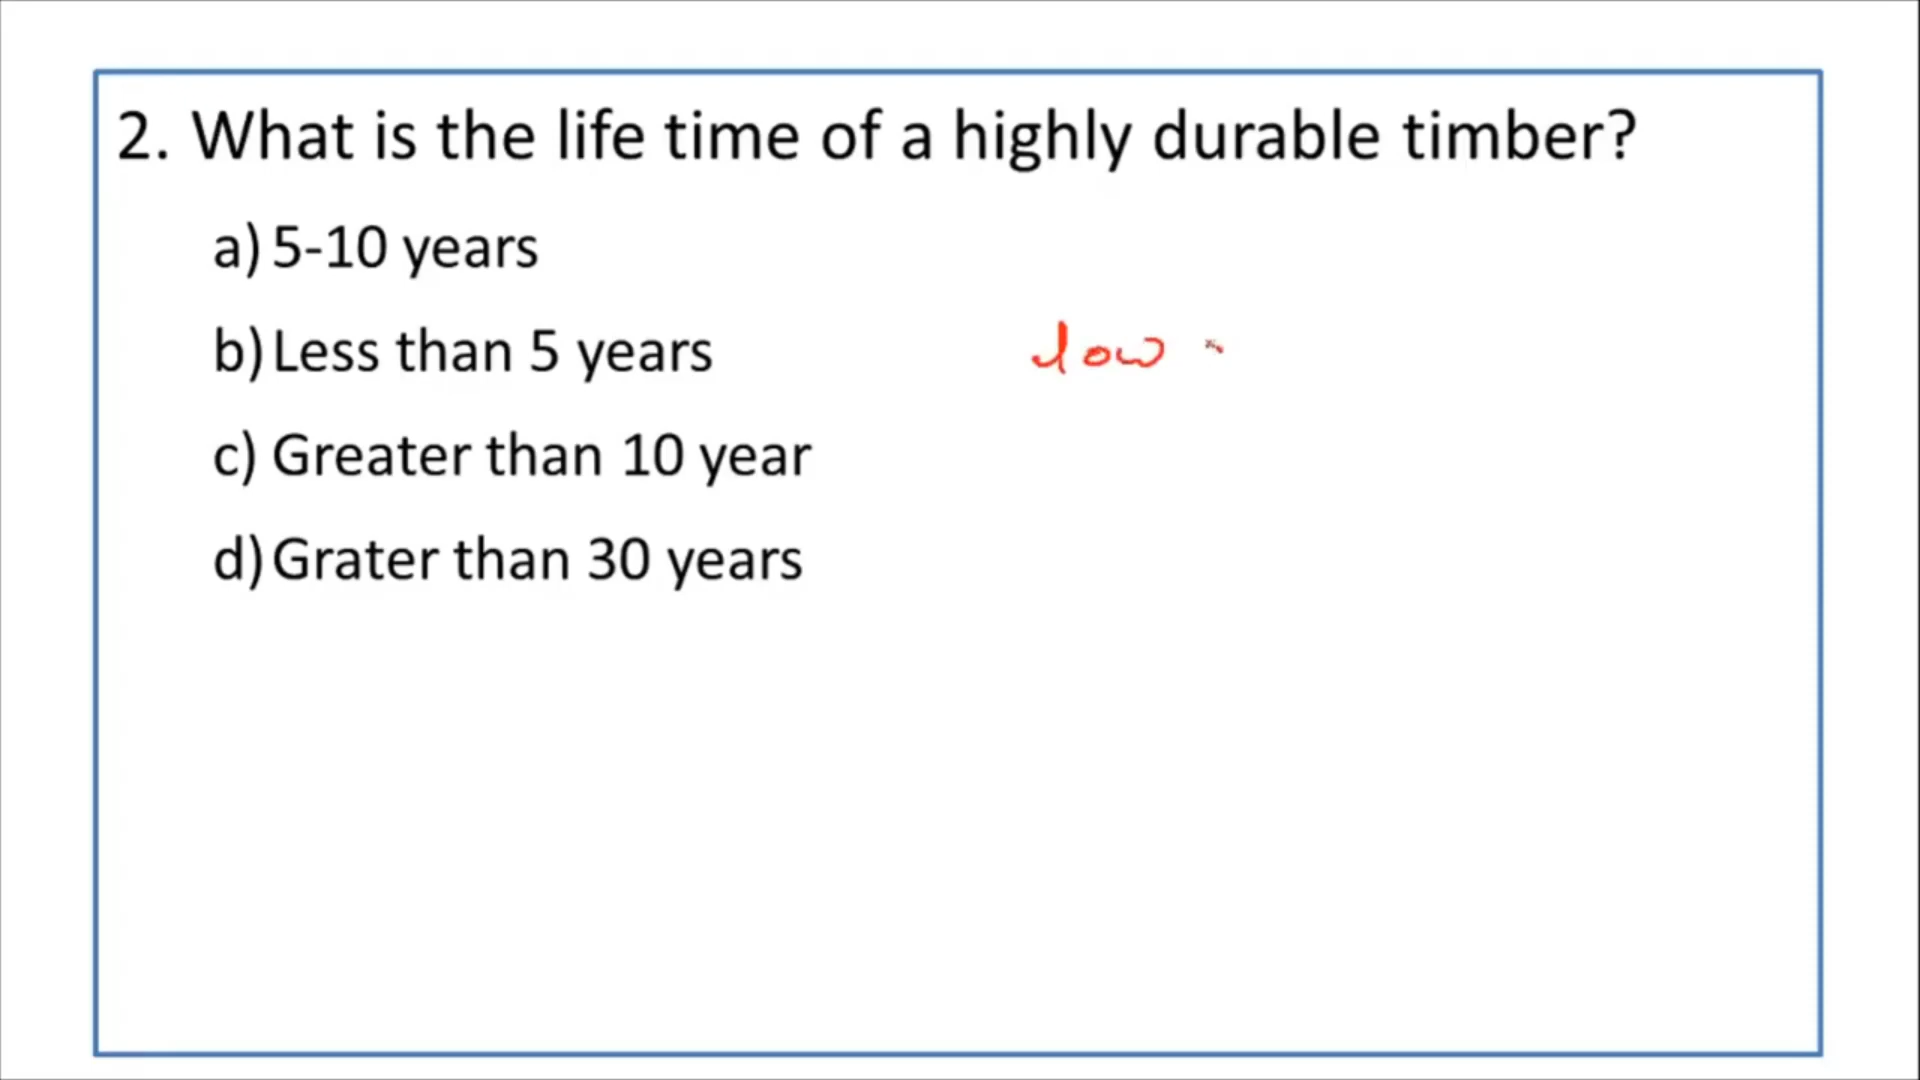 2. What is the life time of a highly durable timber?
a) 5-10 years
b) Less than 5 years
low
c) Greater than 10 year
d) Grater than 30 years